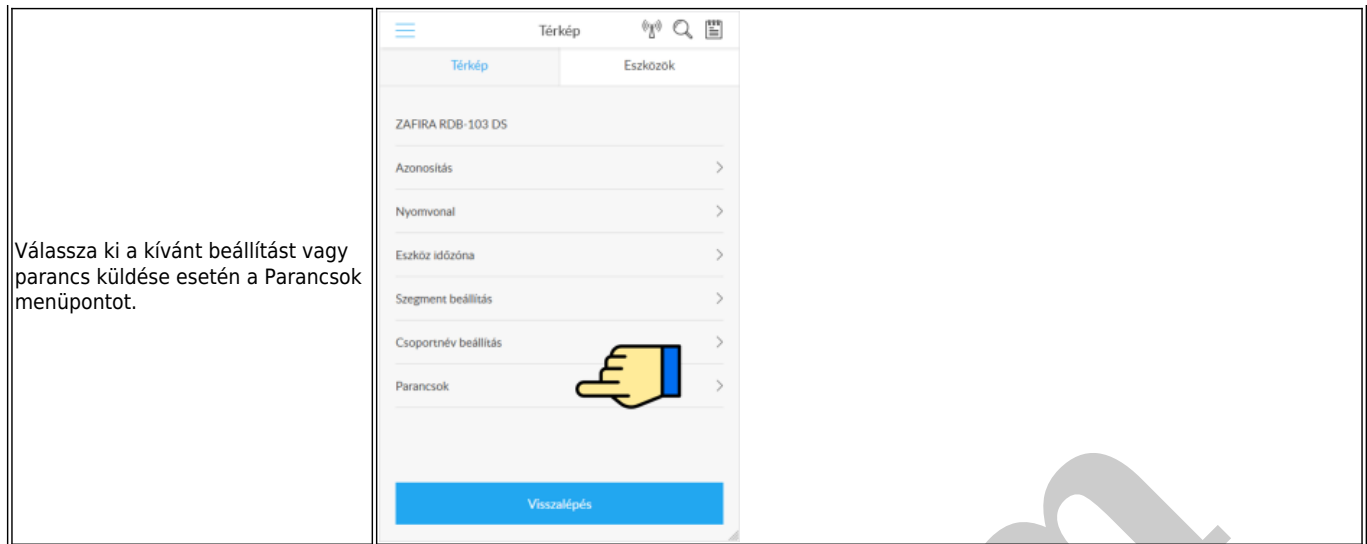 Válassza ki a kívánt beállítást vagy
parancs küldése esetén a Parancsok
menüpontot.
Térkép
Térkép
Eszközök
ZAFIRA RDB-103 DS
Azonosítás
Nyomvonal
Eszköz időzóna
Szegment beállítás
Csoportnév beállítás
Parancsok
Visszalépés